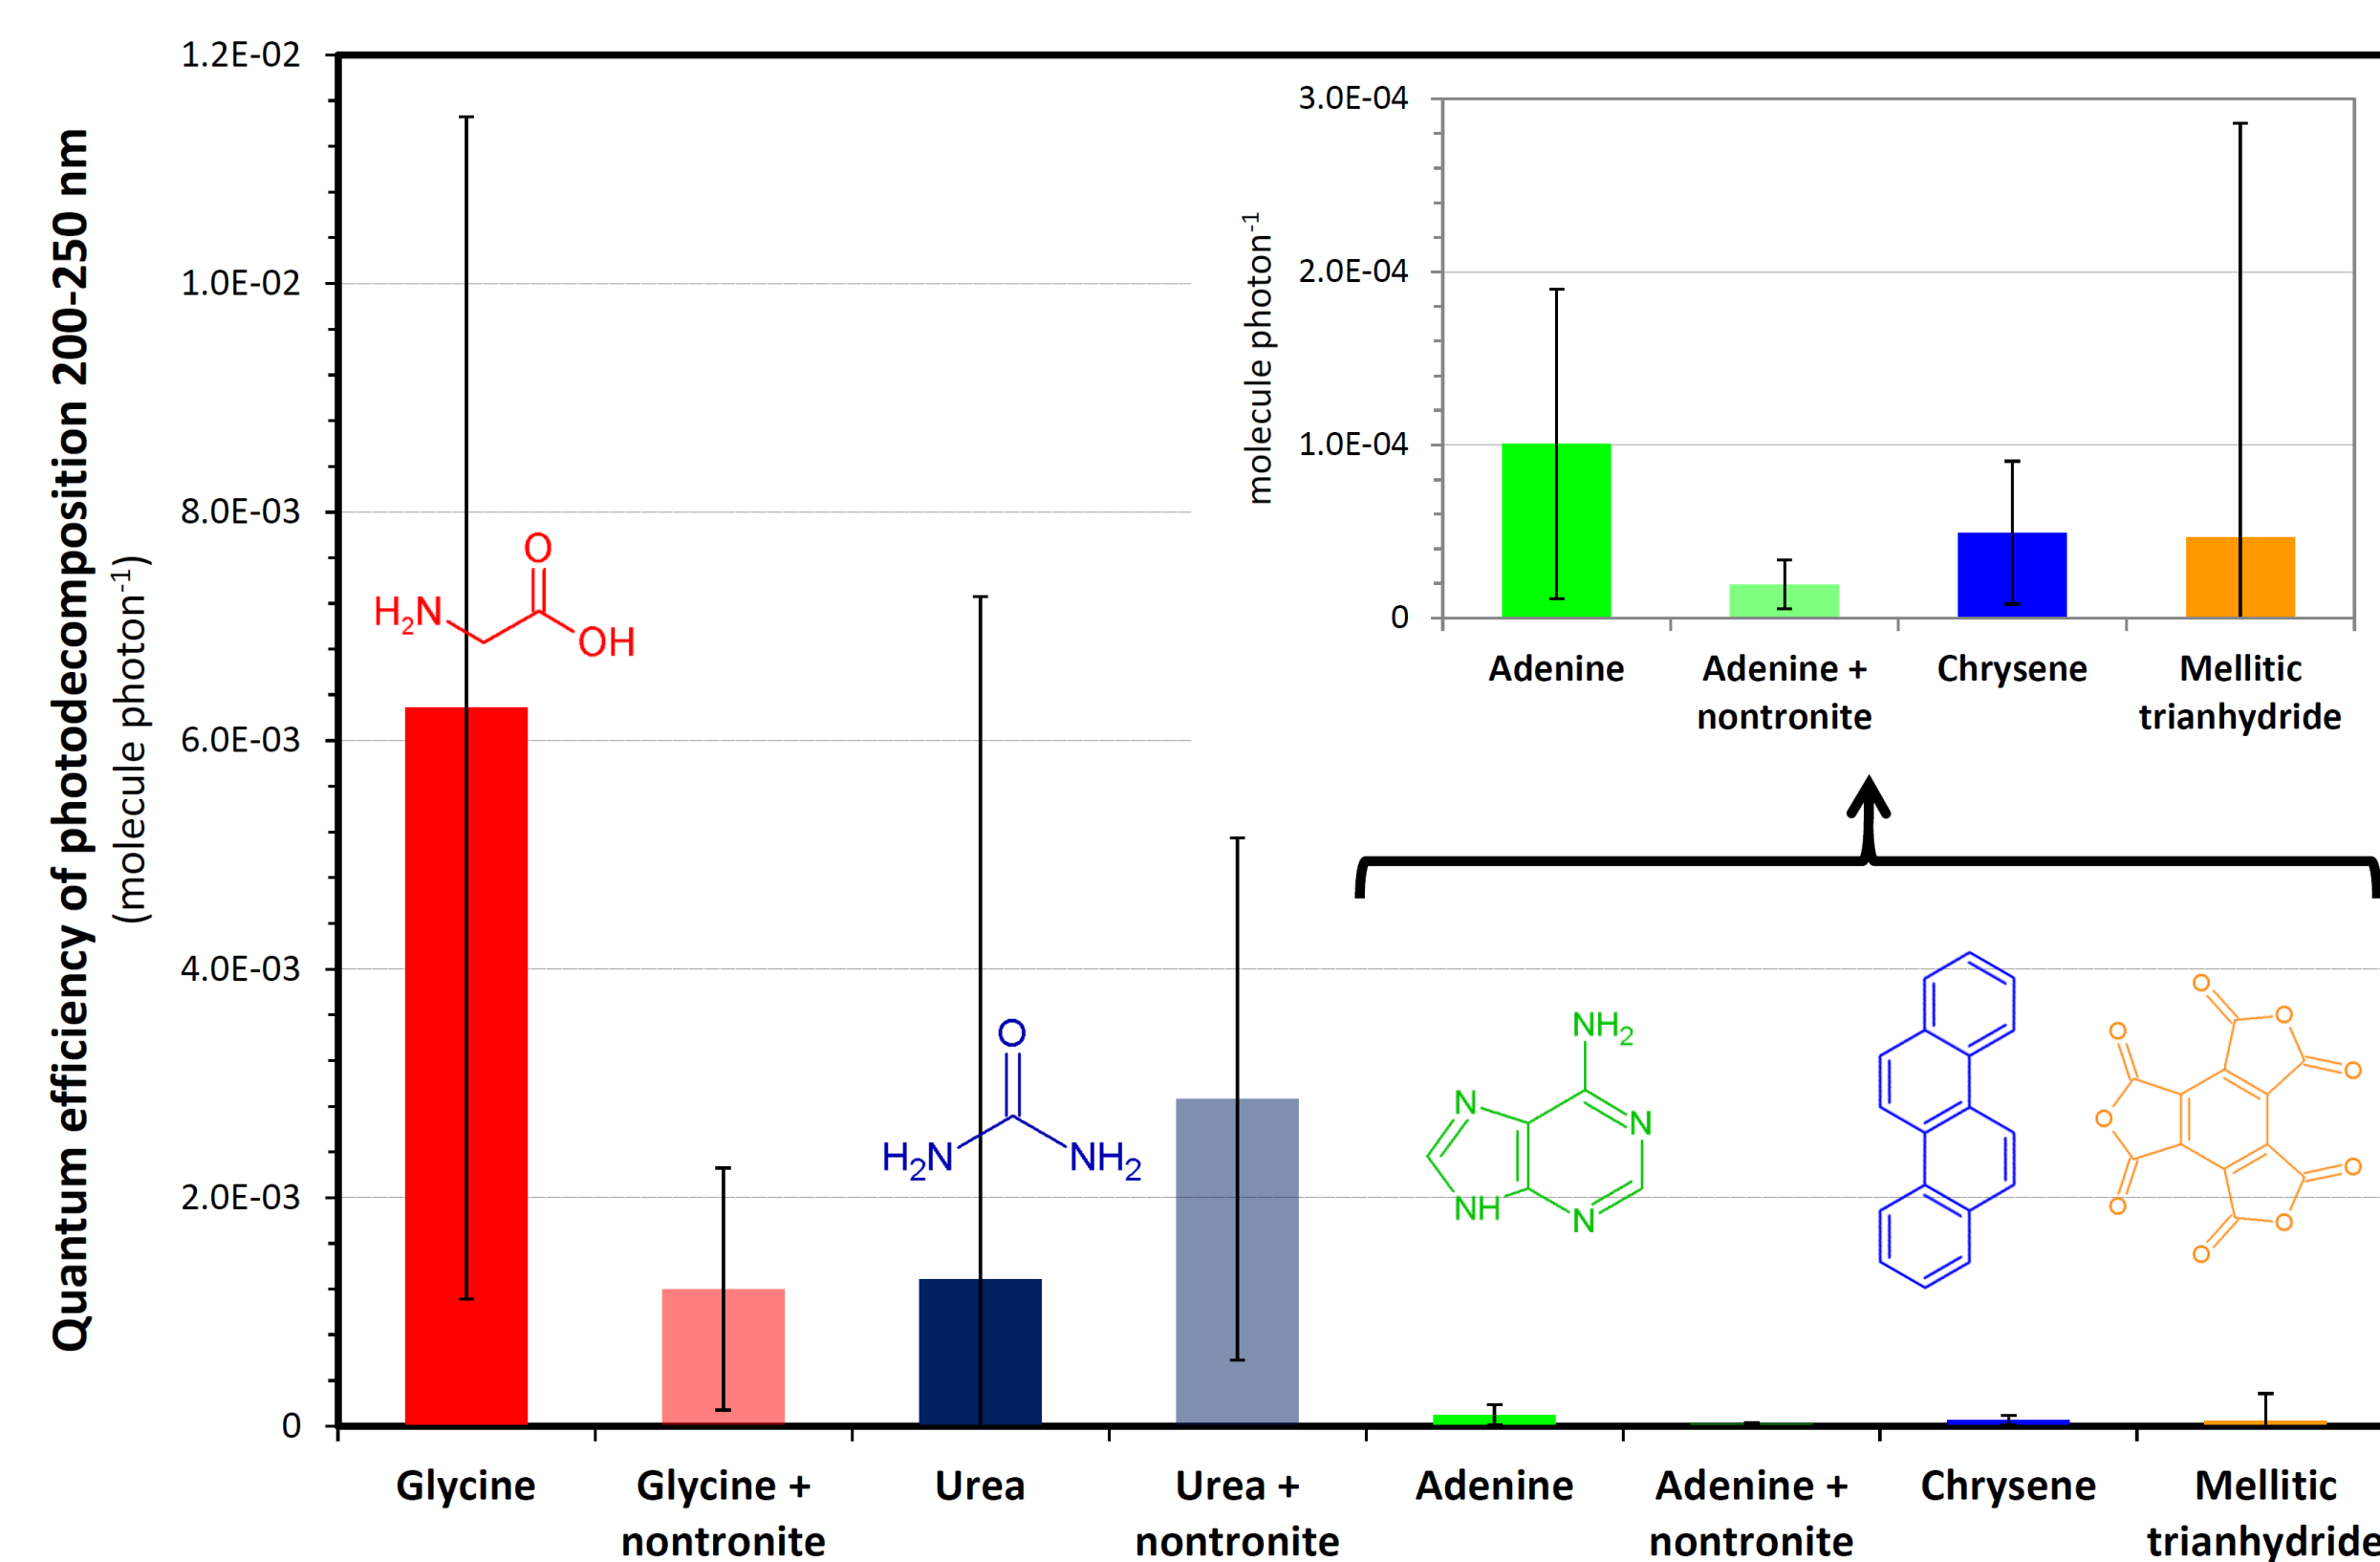 Quantum efficiency of photodecomposition 200-250 nm
(molecule photon⁻¹)
1.2E-02
1.0E-02
8.0E-03
6.0E-03
4.0E-03
2.0E-03
0
H₂N
O
OH
O
H₂N
NH₂
molecule photon⁻¹
3.0E-04
2.0E-04
1.0E-04
0
Adenine
Adenine +
nontronite
Chrysene
Mellitic
trianhydride
NH₂
N
N
NH
N
O
O
O
O
O
O
O
O
O
Glycine
Glycine +
nontronite
Urea
Urea +
nontronite
Adenine
Adenine +
nontronite
Chrysene
Mellitic
trianhydride